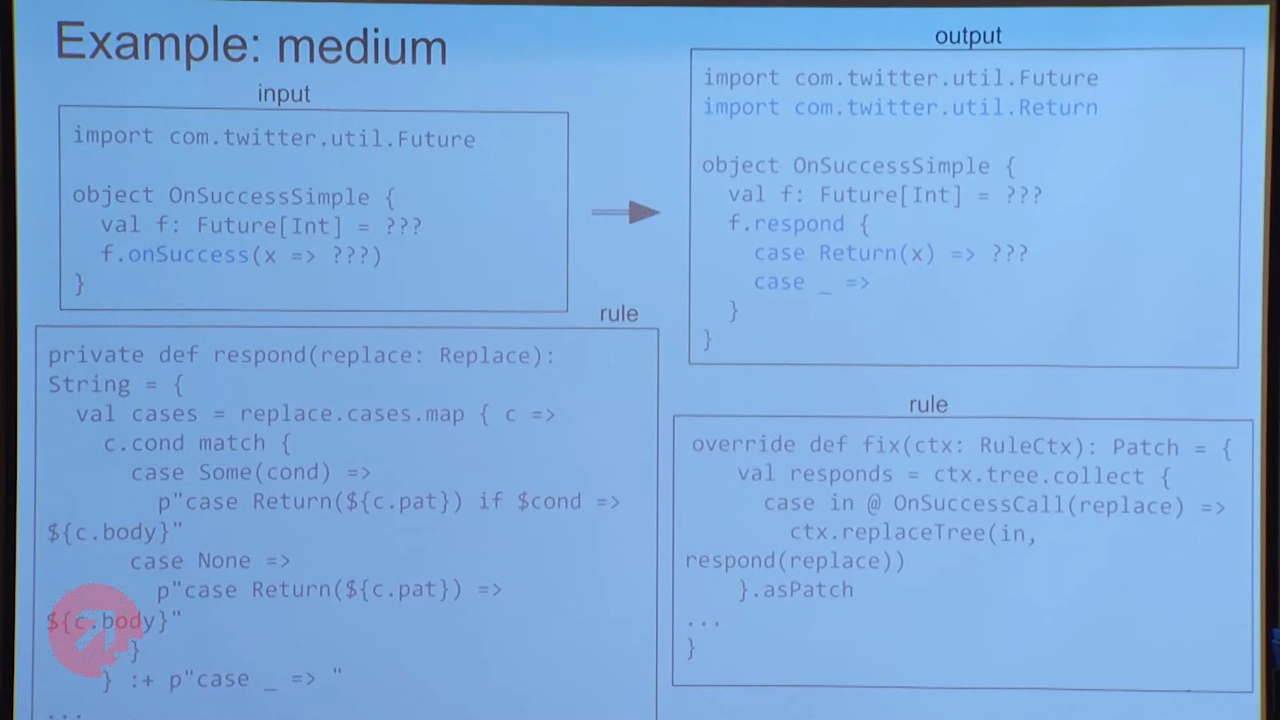 Example: medium
input
import com.twitter.util.Future
object OnSuccessSimple {
val f: Future[Int] = ???
f.onSuccess(x => ???)
}
output
import com.twitter.util.Future
import com.twitter.util.Return
object OnSuccessSimple {
val f: Future[Int] = ???
f.respond {
case Return(x) => ???
case _ =>
}
}
rule
private def respond(replace: Replace):
String = {
val cases = replace.cases.map { c =>
c.cond match {
case Some(cond) =>
p"case Return(${c.pat}) if $cond =>
${c.body}"
case None =>
p"case Return(${c.pat}) =>
${c.body}"
}
} :+ p"case _ => "
...
rule
override def fix(ctx: RuleCtx): Patch = {
val responds = ctx.tree.collect {
case in @ OnSuccessCall(replace) =>
ctx.replaceTree(in,
respond(replace))
}.asPatch
...
}